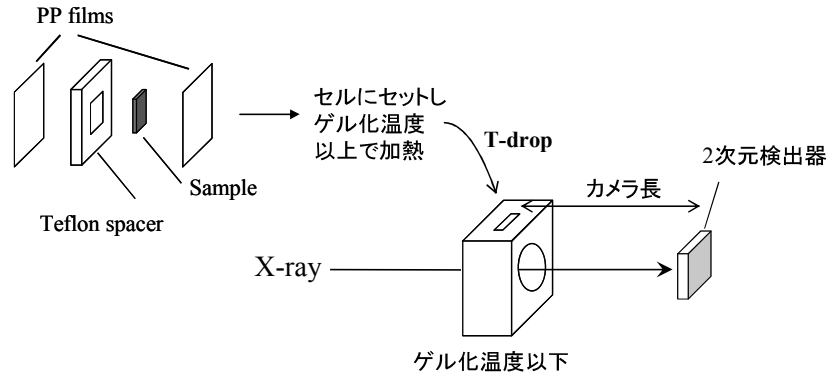 PP films
セルにセットし
ゲル化温度
以上で加熱
T-drop
2次元検出器
カメラ長
Sample
Teflon spacer
X-ray
ゲル化温度以下